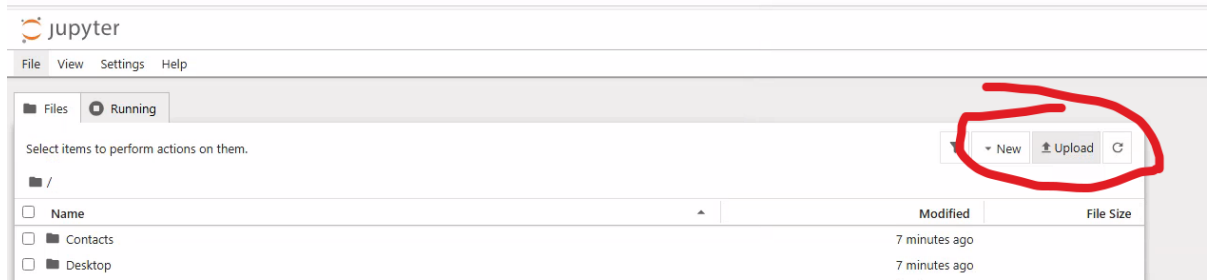 jupyter
File View Settings Help
Files Running
Select items to perform actions on them.
New Upload
/
Name Modified File Size
Contacts 7 minutes ago
Desktop 7 minutes ago